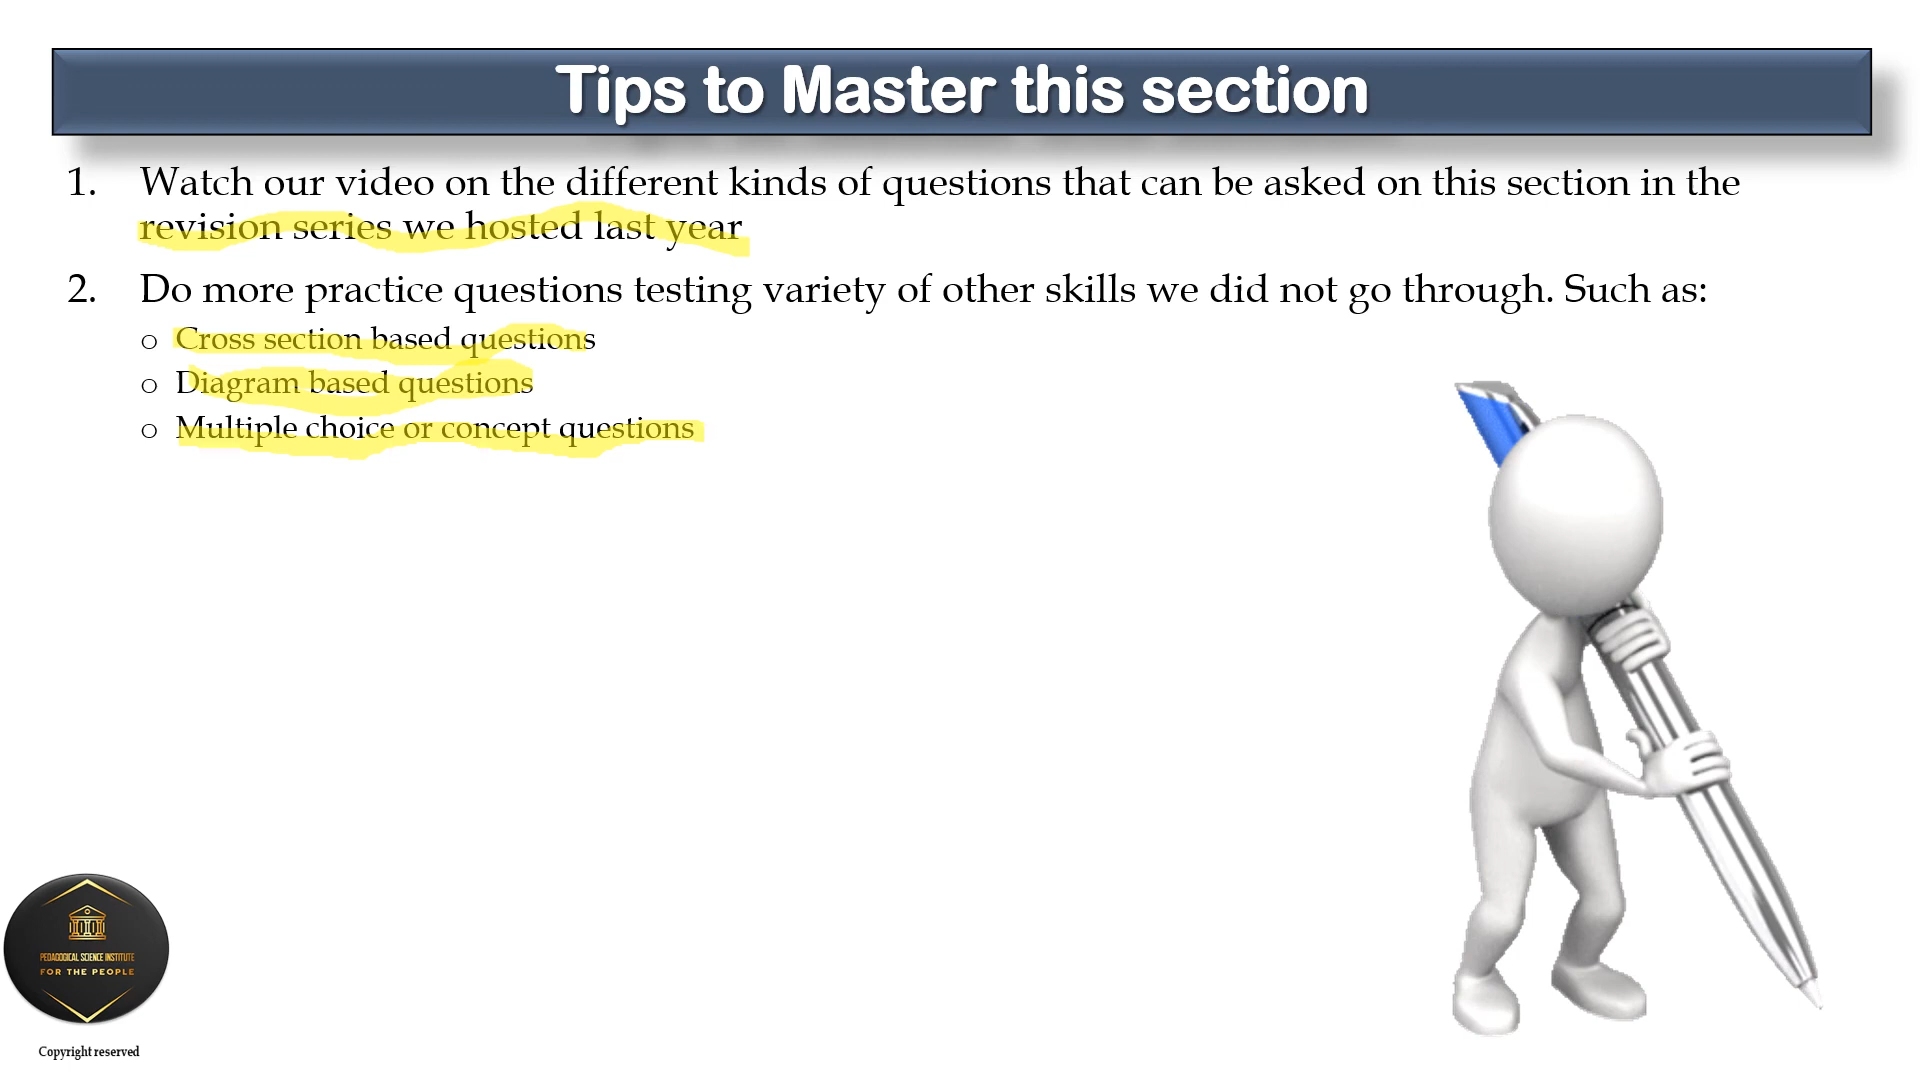 Tips to Master this section
1. Watch our video on the different kinds of questions that can be asked on this section in the
revision series we hosted last year
2. Do more practice questions testing variety of other skills we did not go through. Such as:
o Cross section based questions
o Diagram based questions
o Multiple choice or concept questions
PEDAGOGICAL SCIENCE INSTITUTE
FOR THE PEOPLE
Copyright reserved